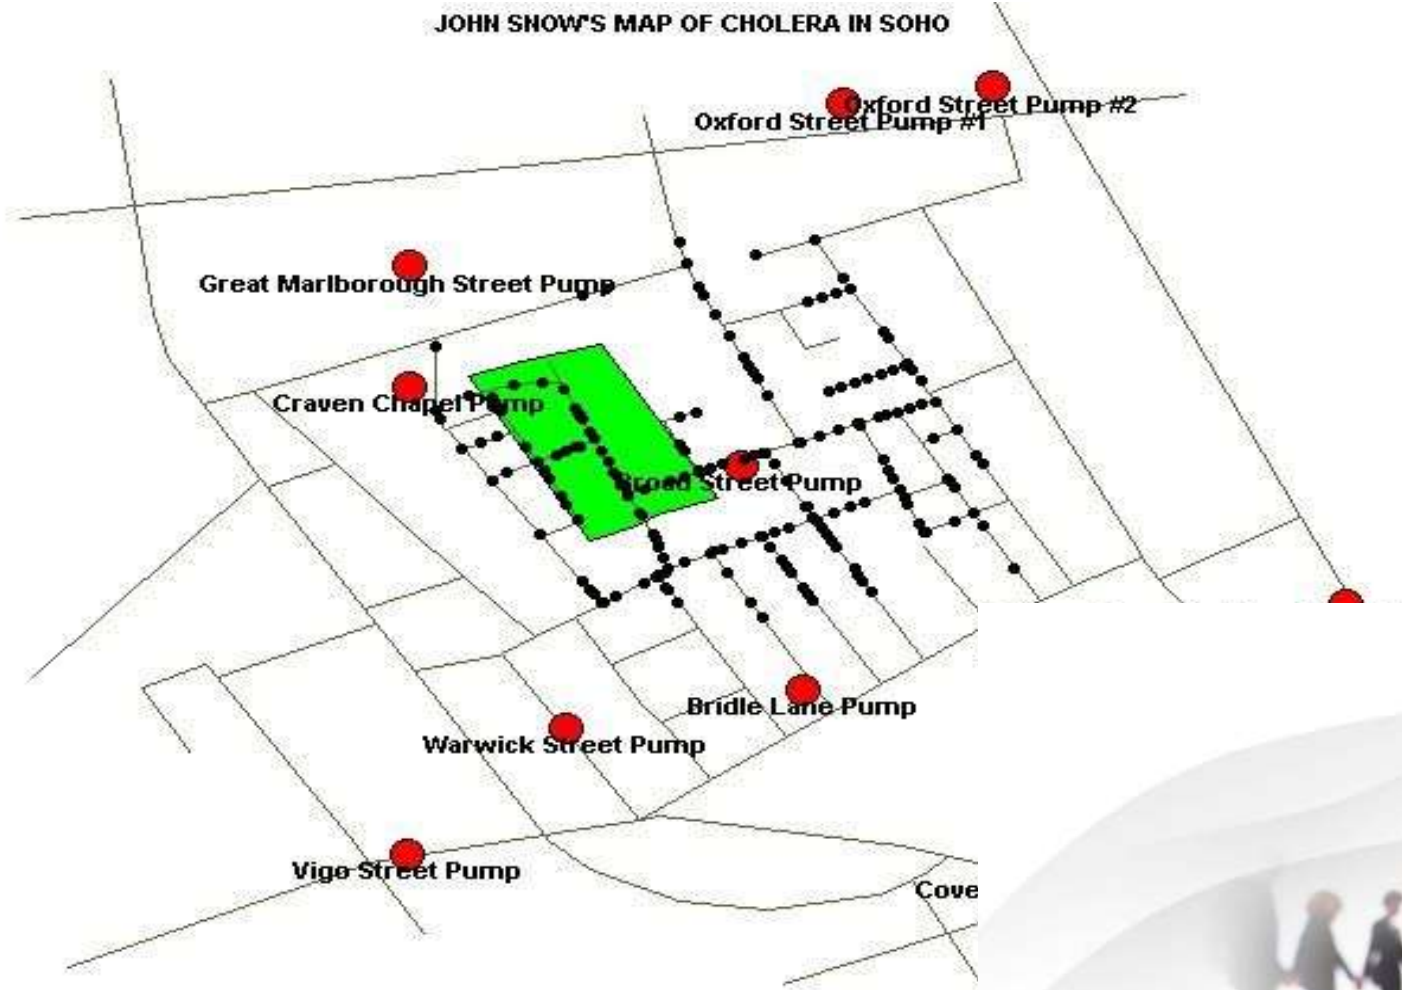 JOHN SNOW'S MAP OF CHOLERA IN SOHO
Oxford Street Pump #2
Oxford Street Pump #1
Great Marlborough Street Pump
Craven Chapel Pump
Broad Street Pump
Bridle Lane Pump
Warwick Street Pump
Vigo Street Pump
Cove